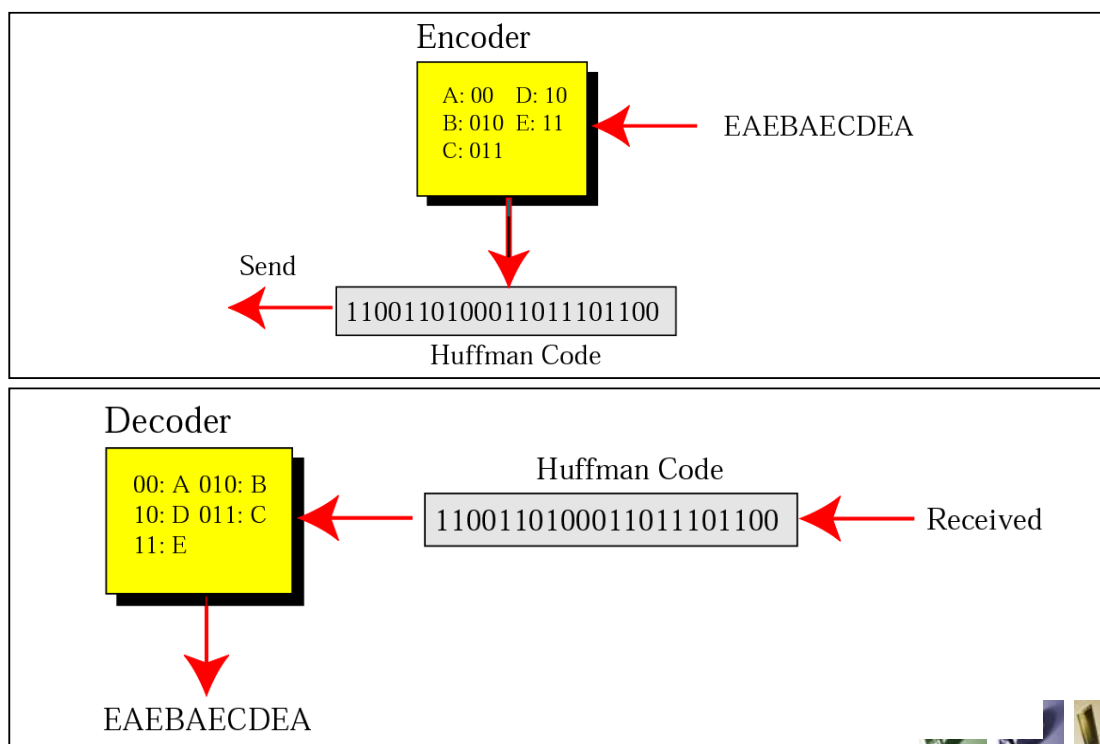 Encoder
A: 00 D: 10
B: 010 E: 11
C: 011
EAEBAECDEA
Send
1100110100011011101100
Huffman Code
Decoder
00: A 010: B
10: D 011: C
11: E
Huffman Code
1100110100011011101100
Received
EAEBAECDEA